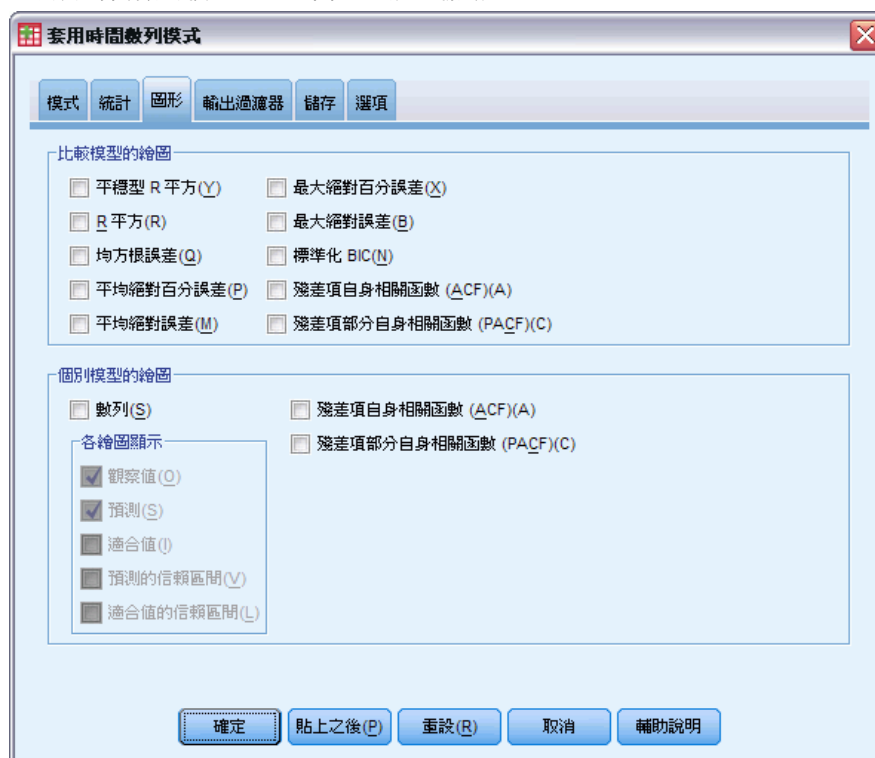 套用時間數列模式
模式 統計 圖形 輸出過濾器 儲存 選項
比較模型的繪圖
平穩型 R 平方(Y) 最大絕對百分誤差(X)
R 平方(R) 最大絕對誤差(B)
均方根誤差(Q) 標準化 BIC(N)
平均絕對百分誤差(P) 殘差項自身相關函數 (ACF)(A)
平均絕對誤差(M) 殘差項部分自身相關函數 (PACF)(C)
個別模型的繪圖
數列(S) 殘差項自身相關函數 (ACF)(A)
各繪圖顯示 殘差項部分自身相關函數 (PACF)(C)
觀察值(O)
預測(S)
適合值(I)
預測的信賴區間(V)
適合值的信賴區間(L)
確定 貼上之後(P) 重設(R) 取消 輔助說明